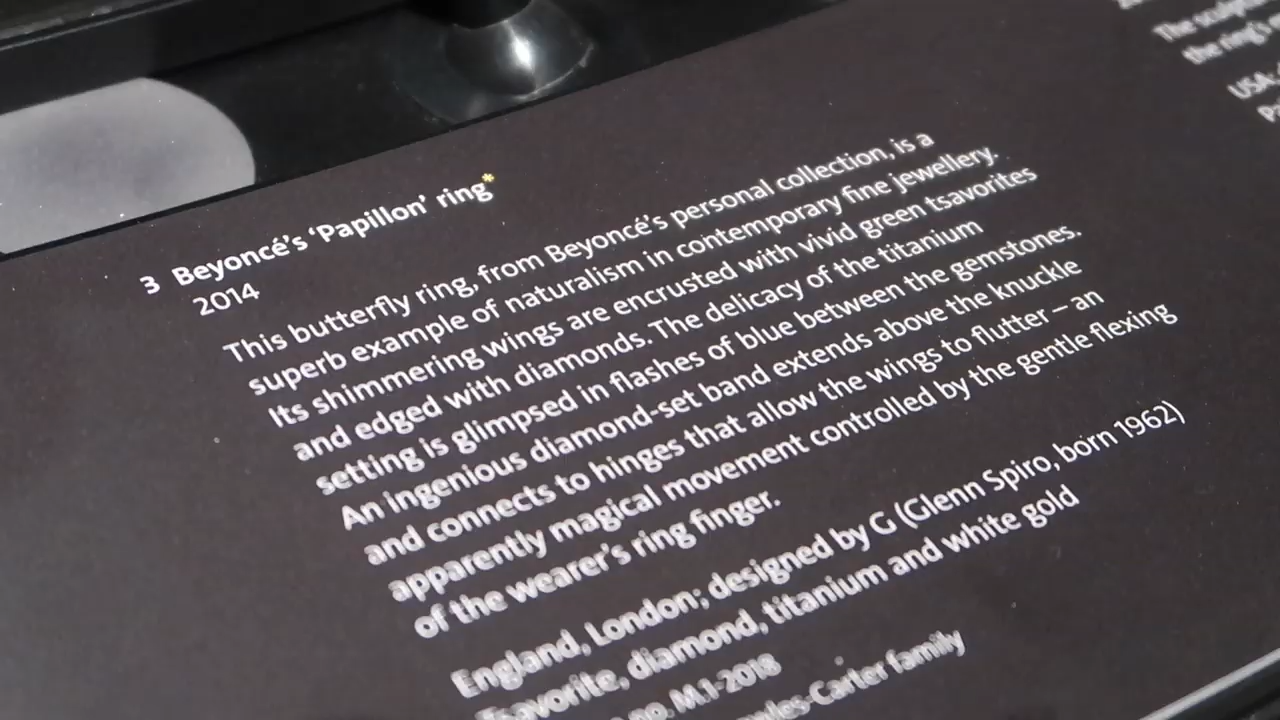 3 Beyoncé's 'Papillon' ring*
2014
This butterfly ring, from Beyoncé's personal collection, is a
superb example of naturalism in contemporary fine jewellery.
Its shimmering wings are encrusted with vivid green tsavorites
and edged with diamonds. The delicacy of the titanium
setting is glimpsed in flashes of blue between the gemstones.
An ingenious diamond-set band extends above the knuckle
and connects to hinges that allow the wings to flutter – an
apparently magical movement controlled by the gentle flexing
of the wearer's ring finger.
England, London; designed by G (Glenn Spiro, born 1962)
Tsavorite, diamond, titanium and white gold
no. M.1-2018
-Carter family
The
the ring's
USA